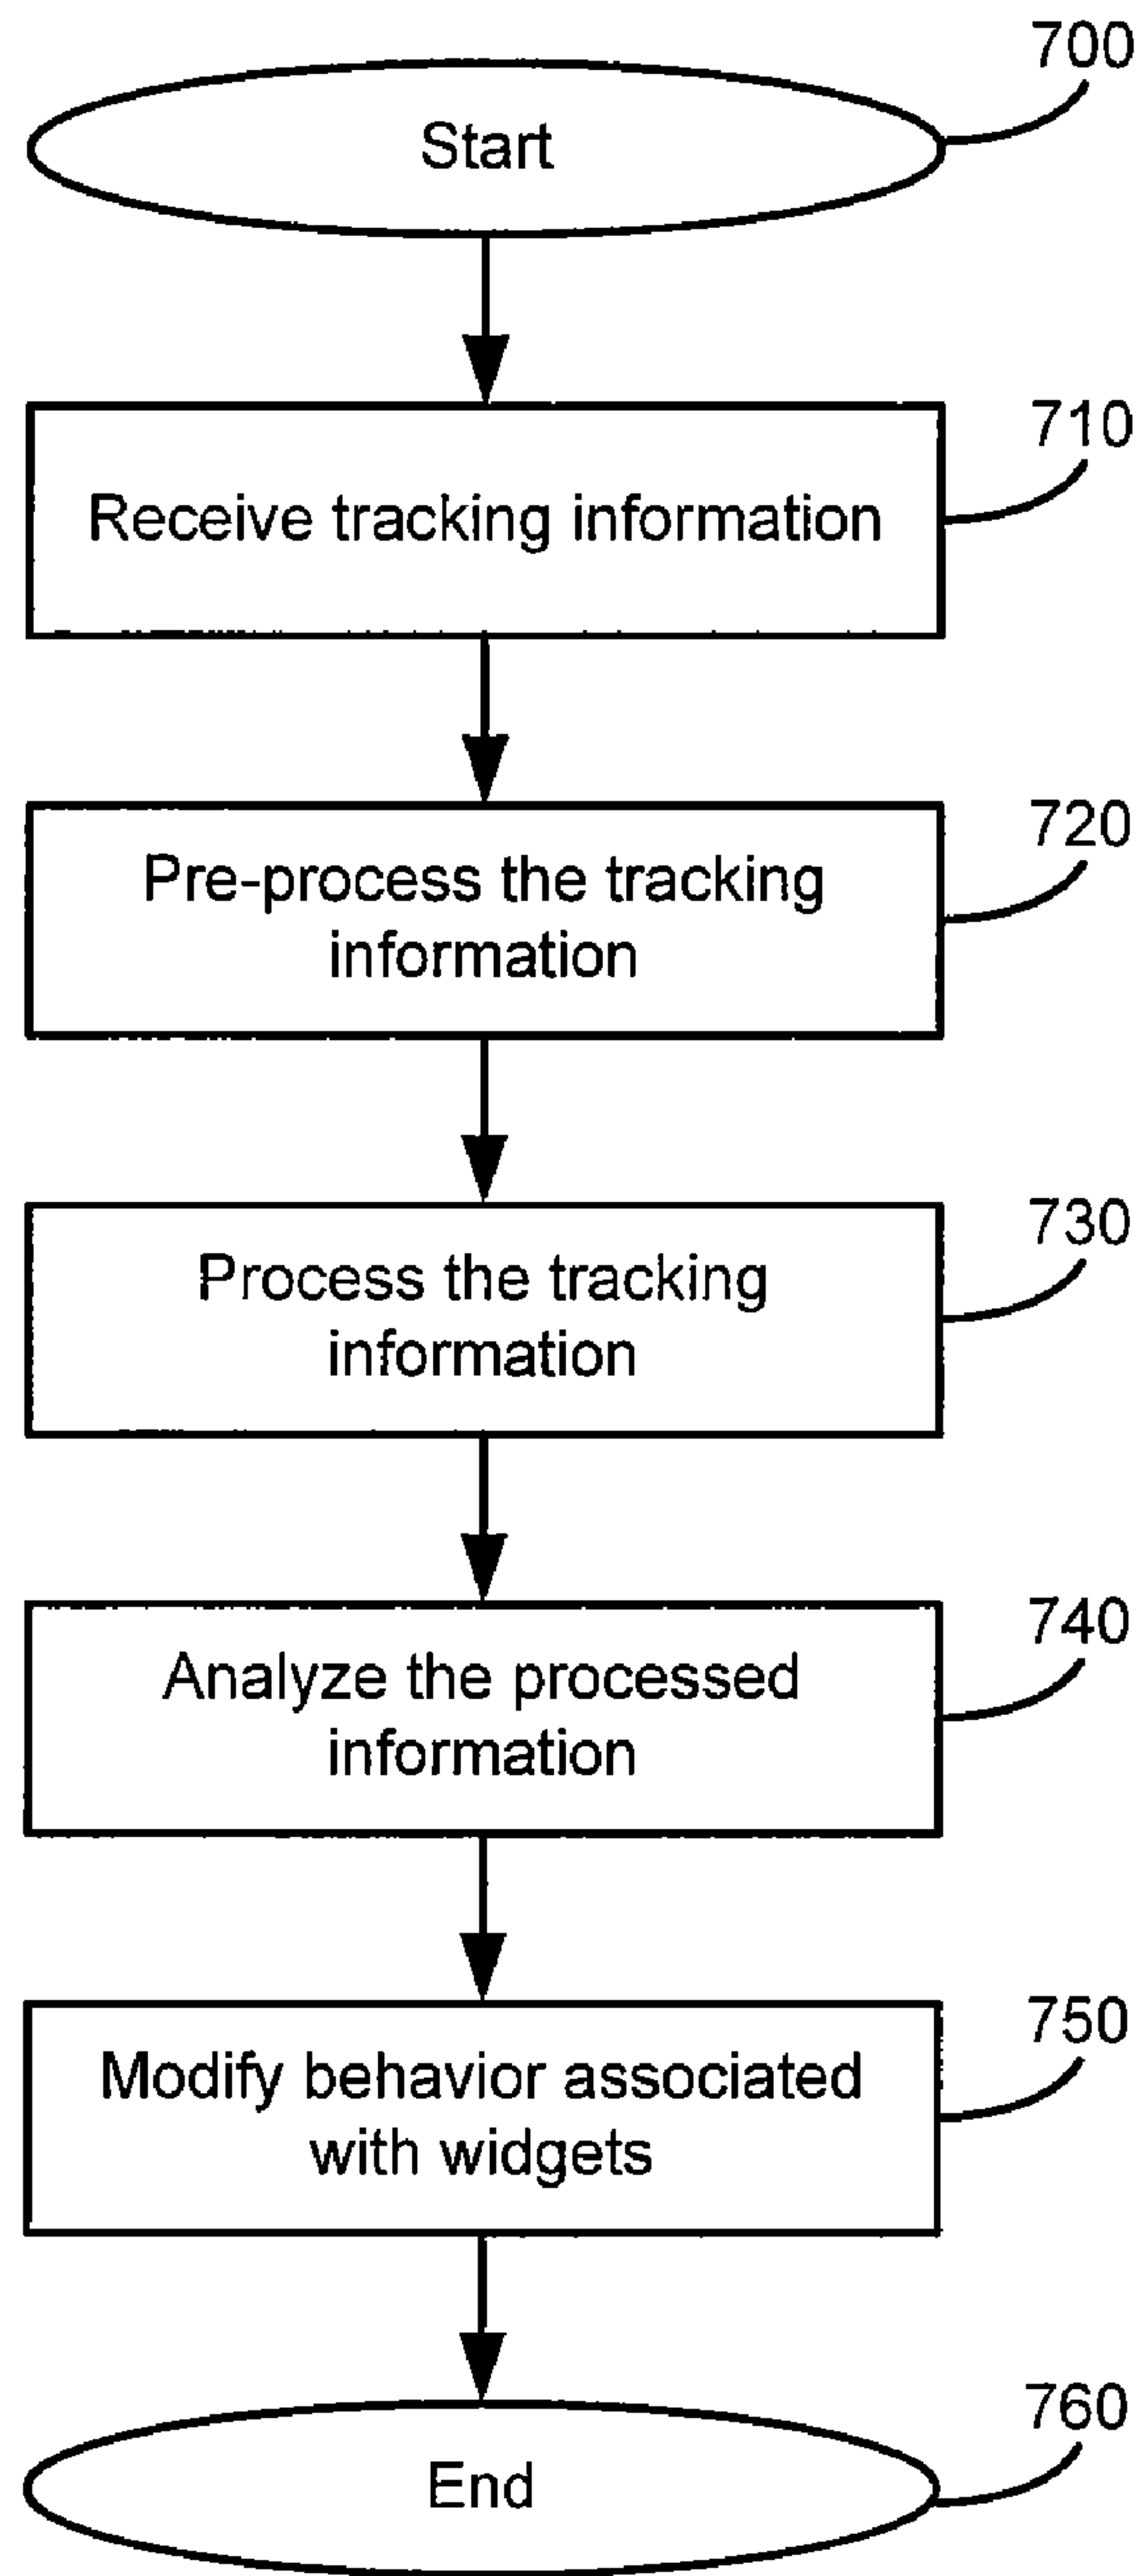 700
Start
710
Receive tracking information
720
Pre-process the tracking
information
730
Process the tracking
information
740
Analyze the processed
information
750
Modify behavior associated
with widgets
760
End